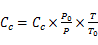 C_c = C_c × P_0/P × T/T_0